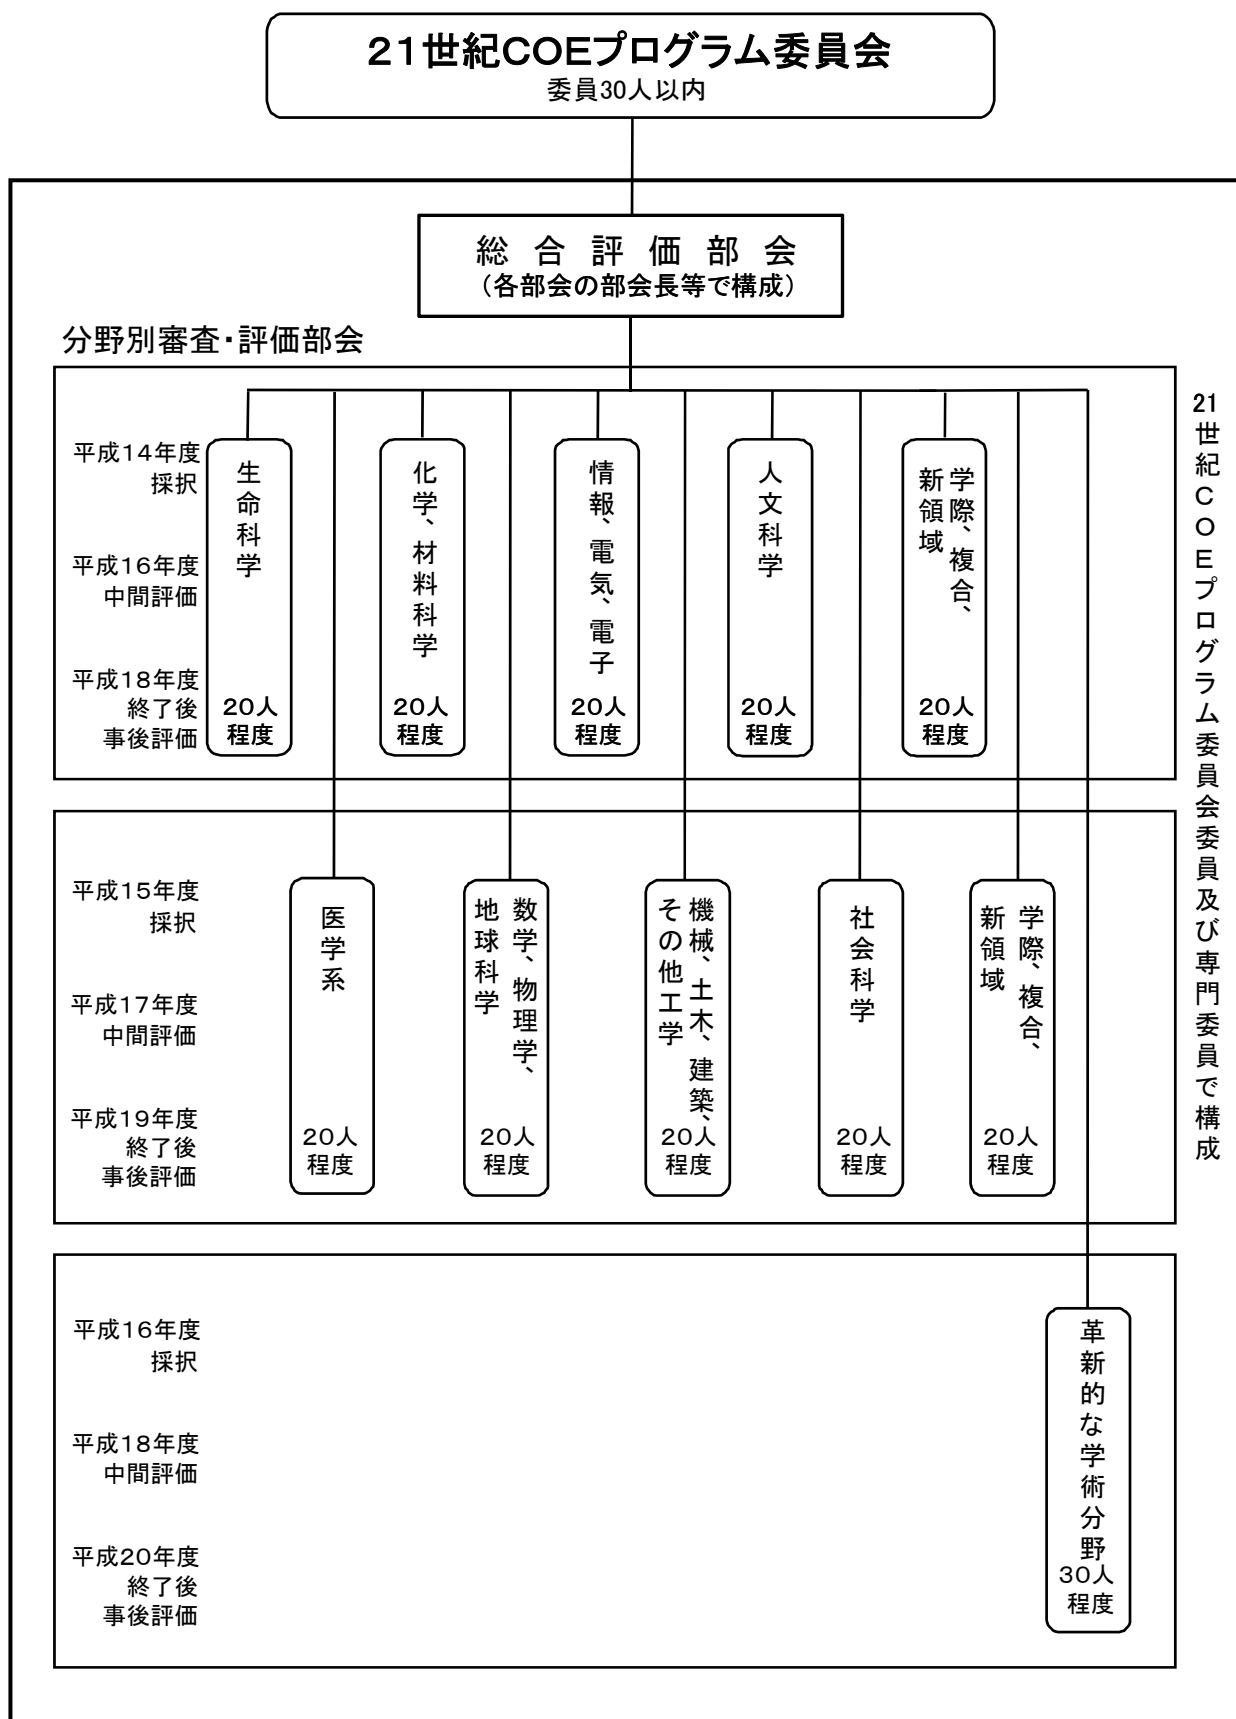 21世紀COEプログラム委員会
委員30人以内
総合評価部会
（各部会の部会長等で構成）
分野別審査・評価部会
平成14年度
採択
平成16年度
中間評価
平成18年度
終了後
事後評価
生命科学
20人
程度
化学、材料科学
20人
程度
情報、電気、電子
20人
程度
人文科学
20人
程度
学際、複合、
新領域
20人
程度
平成15年度
採択
平成17年度
中間評価
平成19年度
終了後
事後評価
医学系
20人
程度
数学、物理学、
地球科学
20人
程度
機械、土木、建築、
その他工学
20人
程度
社会科学
20人
程度
学際、複合、
新領域
20人
程度
平成16年度
採択
平成18年度
中間評価
平成20年度
終了後
事後評価
革新的な学術分野
30人
程度
21世紀COEプログラム委員会委員及び専門委員で構成